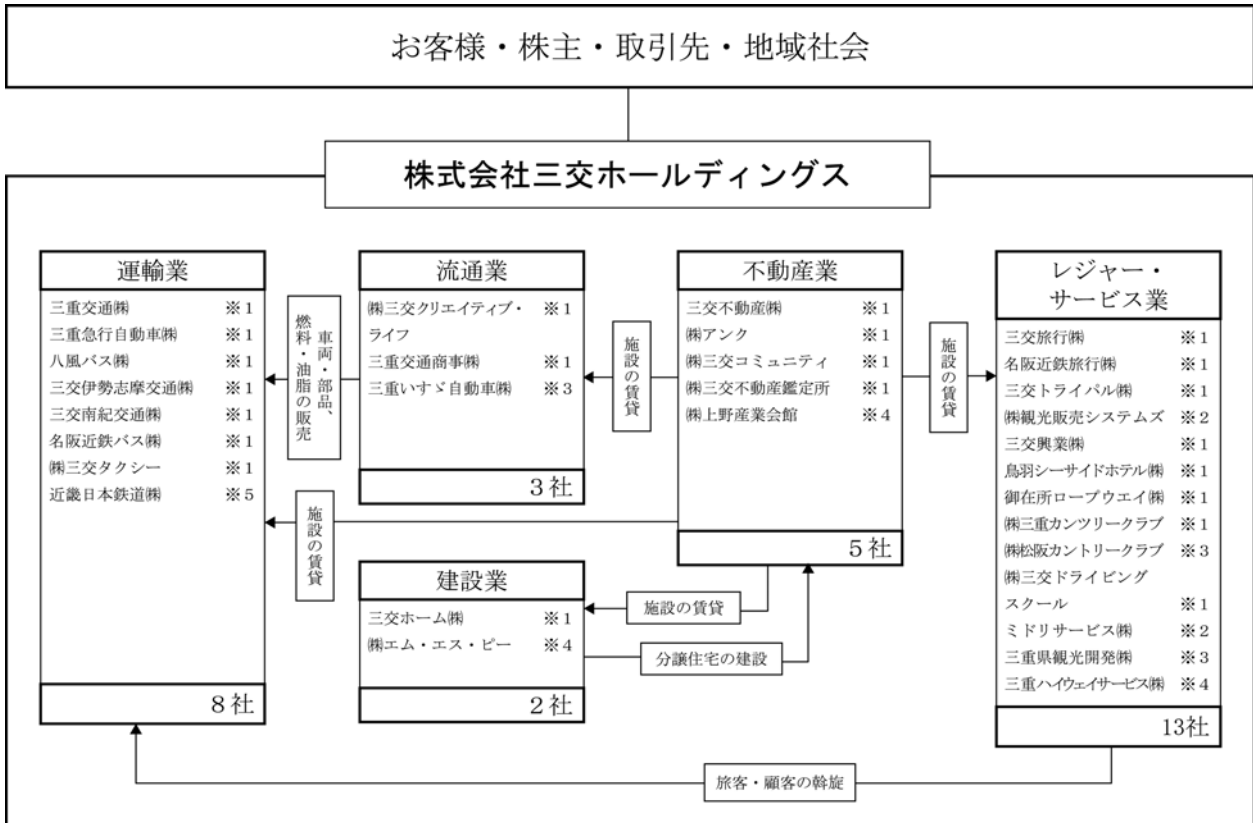 お客様・株主・取引先・地域社会
株式会社三交ホールディングス
運輸業
三重交通㈱ ※1
三重急行自動車㈱ ※1
八風バス㈱ ※1
三交伊勢志摩交通㈱ ※1
三交南紀交通㈱ ※1
名阪近鉄バス㈱ ※1
㈱三交タクシー ※1
近畿日本鉄道㈱ ※5
8社
車両・部品、
燃料・油脂の販売
施設の賃貸
流通業
㈱三交クリエイティブ・ ※1
ライフ
三重交通商事㈱ ※1
三重いすゞ自動車㈱ ※3
3社
建設業
三交ホーム㈱ ※1
㈱エム・エス・ピー ※4
2社
施設の賃貸
施設の賃貸
分譲住宅の建設
不動産業
三交不動産㈱ ※1
㈱アンク ※1
㈱三交コミュニティ ※1
㈱三交不動産鑑定所 ※1
㈱上野産業会館 ※4
5社
施設の賃貸
レジャー・
サービス業
三交旅行㈱ ※1
名阪近鉄旅行㈱ ※1
三交トライパル㈱ ※1
㈱観光販売システムズ ※2
三交興業㈱ ※1
鳥羽シーサイドホテル㈱ ※1
御在所ロープウエイ㈱ ※1
㈱三重カンツリークラブ ※1
㈱松阪カントリークラブ ※3
㈱三交ドライビング
スクール ※1
ミドリサービス㈱ ※2
三重県観光開発㈱ ※3
三重ハイウェイサービス㈱ ※4
13社
旅客・顧客の斡旋